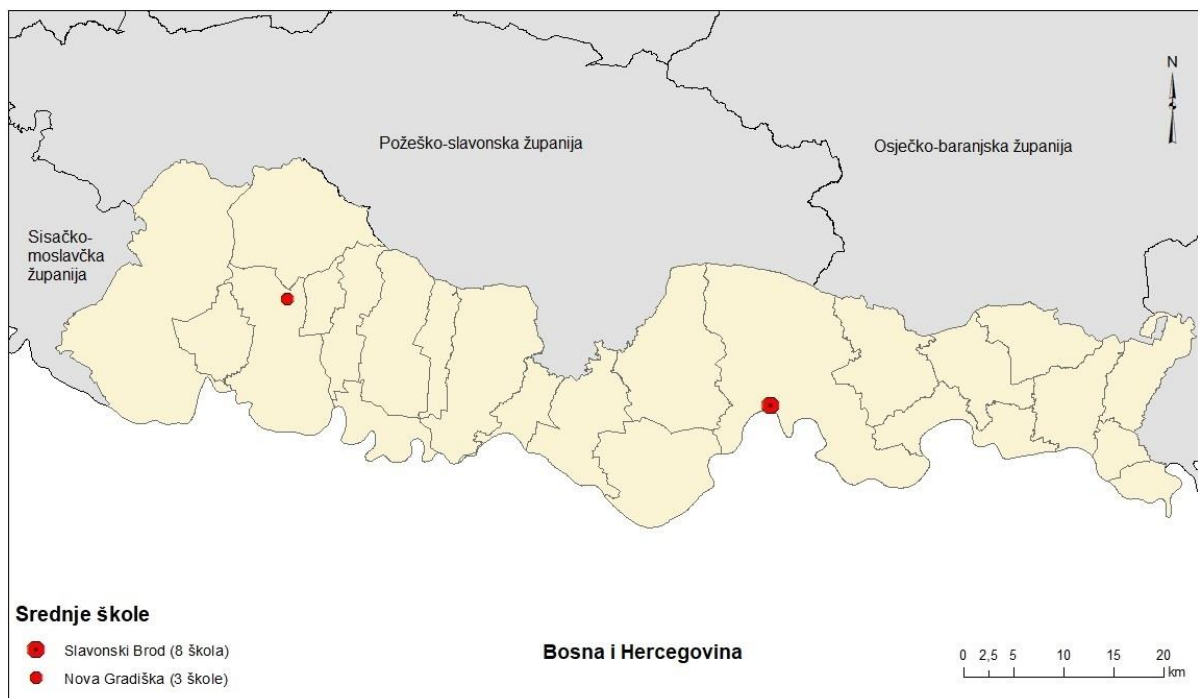 N
Požeško-slavonska županija
Osječko-baranjska županija
Sisačko-
moslavčka
županija
Srednje škole
Slavonski Brod (8 škola)
Nova Gradiška (3 škole)
Bosna i Hercegovina
0 2,5 5 10 15 20
km